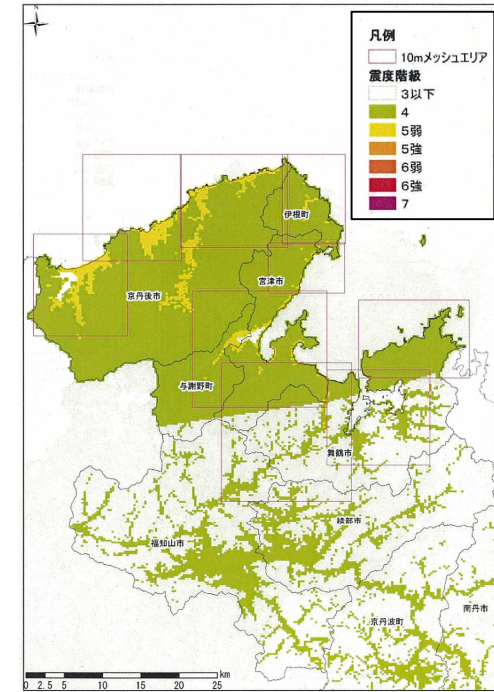 凡例
10mメッシュエリア
震度階級
3以下
4
5弱
5強
6弱
6強
7
伊根町
宮津市
京丹後市
与謝野町
舞鶴市
綾部市
福知山市
南丹市
京丹波町
km
0 2.5 5 10 15 20 25